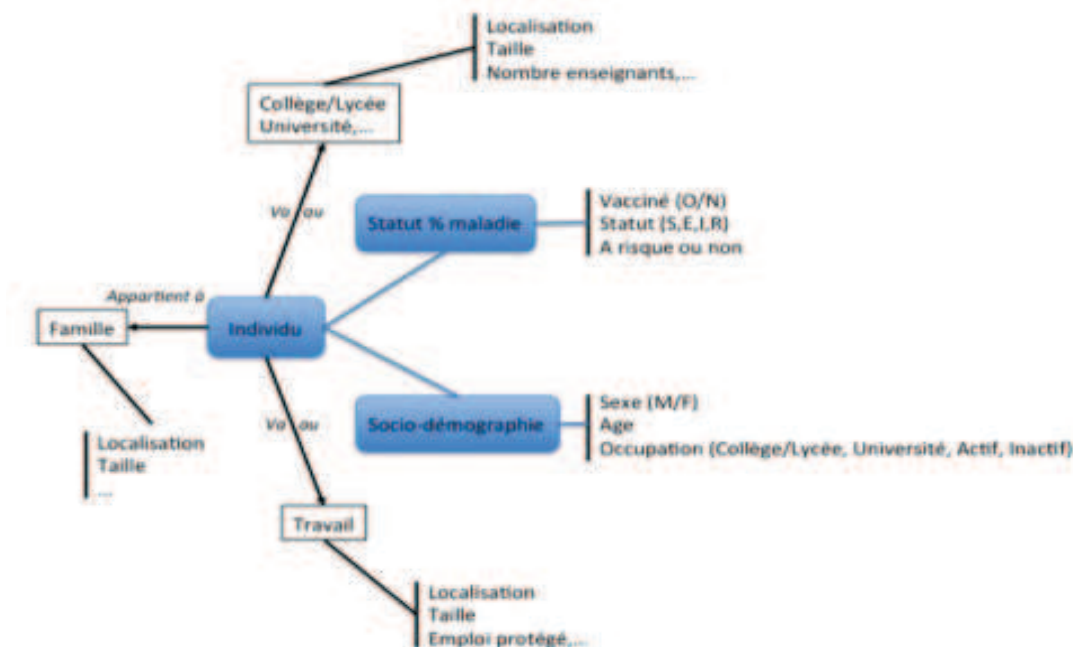 Localisation
Taille
Nombre enseignants,...
Collège/Lycée
Université,...
Va au
Statut % maladie
Vacciné (O/N)
Statut (S,E,I,R)
A risque ou non
Appartient à
Famille
Individu
Va au
Socio-démographie
Sexe (M/F)
Age
Occupation (Collège/Lycée, Université, Actif, Inactif)
Localisation
Taille
...
Travail
Localisation
Taille
Emploi protégé,...